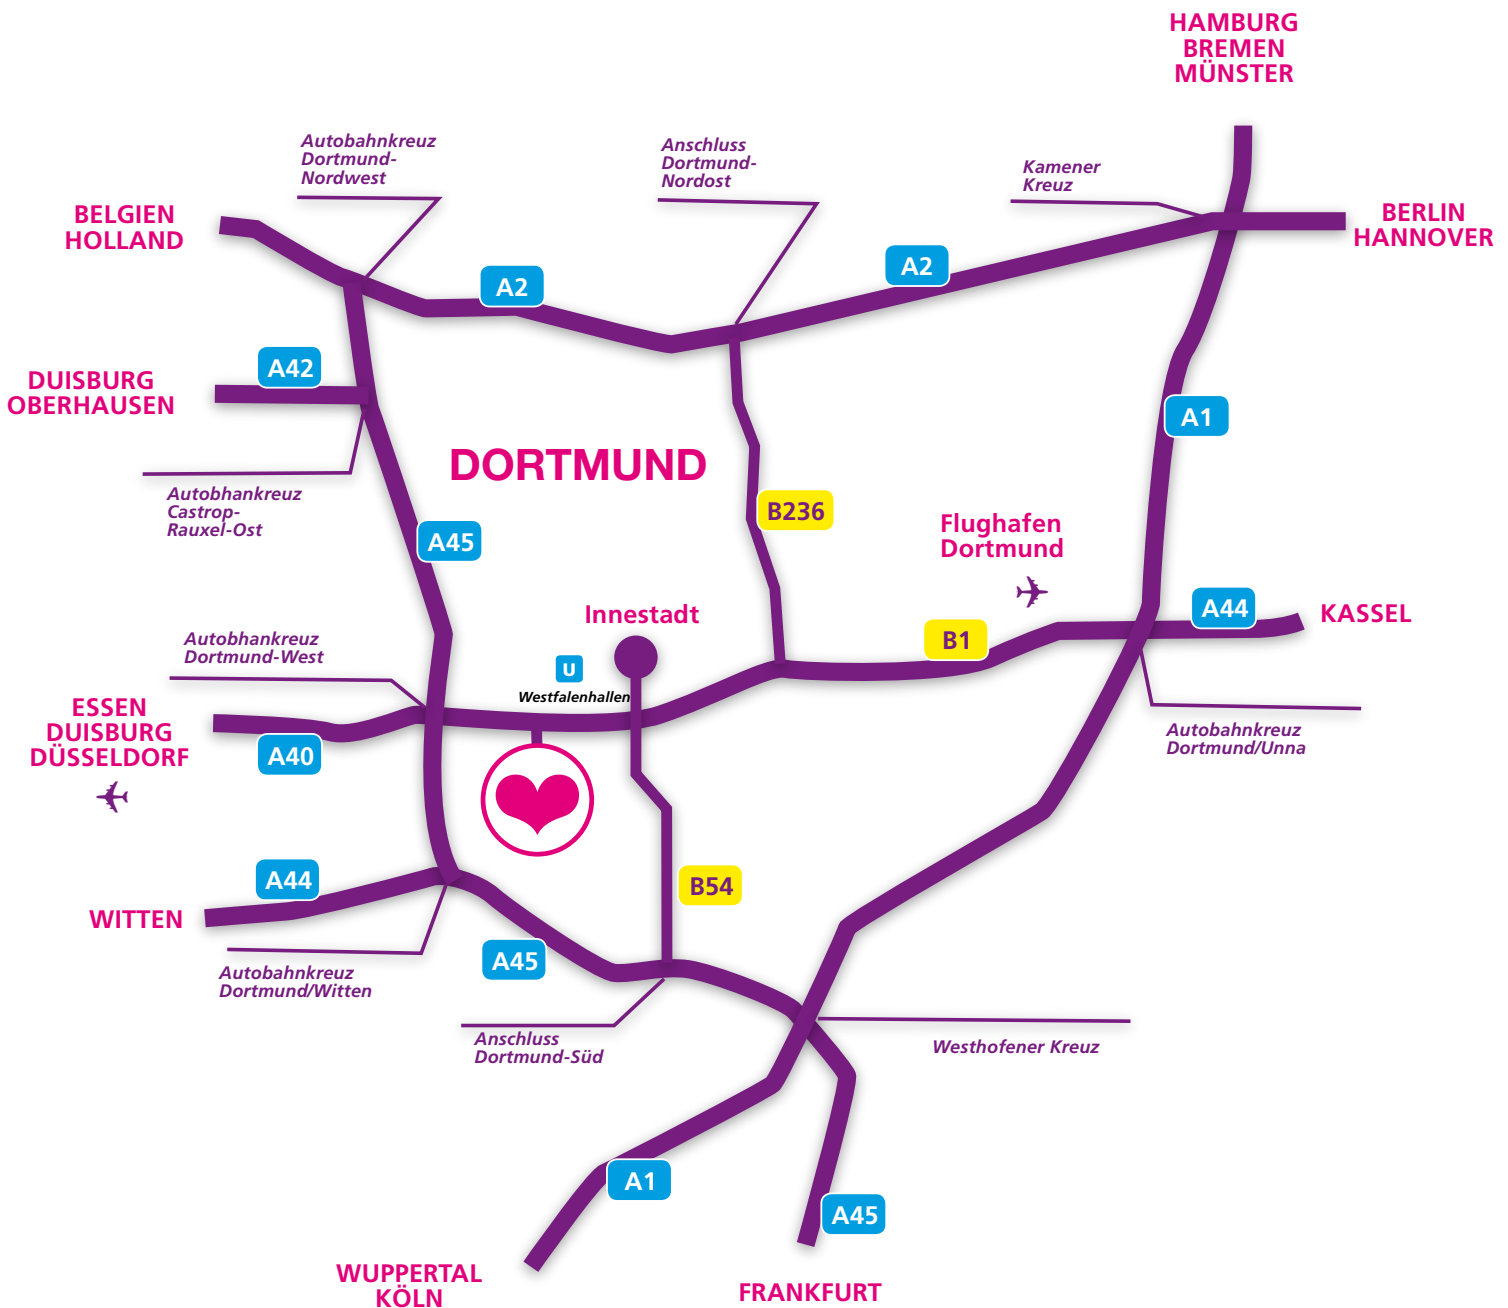 HAMBURG
BREMEN
MÜNSTER
Autobahnkreuz
Dortmund-
Nordwest
Anschluss
Dortmund-
Nordost
Kamener
Kreuz
BELGIEN
HOLLAND
BERLIN
HANNOVER
A2
A2
A42
DUISBURG
OBERHAUSEN
A1
DORTMUND
Autobhankreuz
Castrop-
Rauxel-Ost
A45
B236
Flughafen
Dortmund
Innestadt
A44
KASSEL
B1
Autobhankreuz
Dortmund-West
U
Westfalenhallen
ESSEN
DUISBURG
DÜSSELDORF
A40
Autobahnkreuz
Dortmund/Unna
A44
WITTEN
B54
Autobahnkreuz
Dortmund/Witten
A45
Anschluss
Dortmund-Süd
Westhofener Kreuz
A1
A45
WUPPERTAL
KÖLN
FRANKFURT